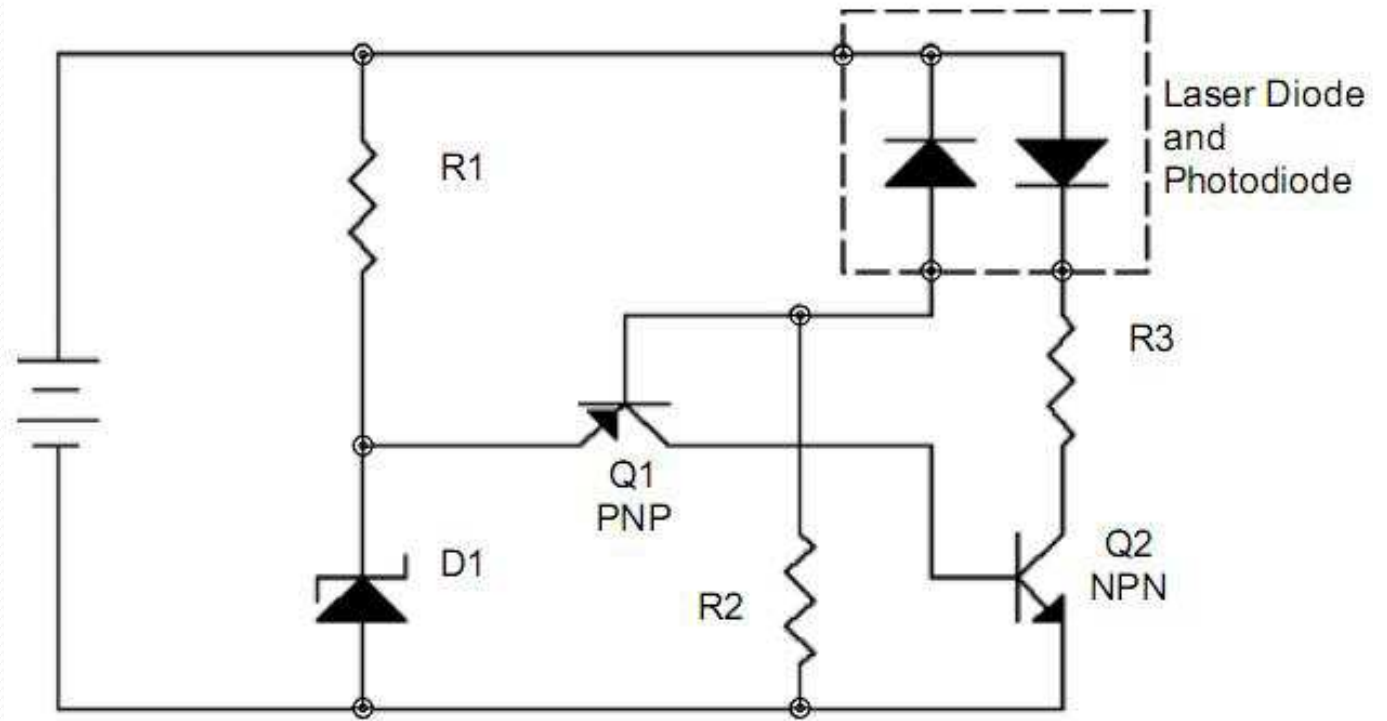 Laser Diode
and
Photodiode
R1
R3
Q1
PNP
D1
R2
Q2
NPN